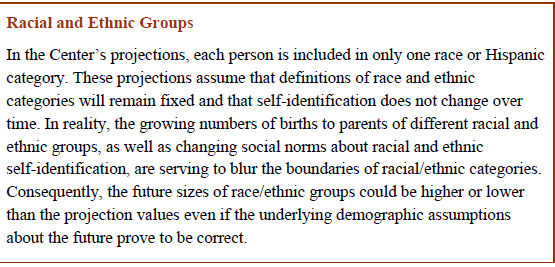 Racial and Ethnic Groups
In the Center’s projections, each person is included in only one race or Hispanic
category. These projections assume that definitions of race and ethnic
categories will remain fixed and that self-identification does not change over
time. In reality, the growing numbers of births to parents of different racial and
ethnic groups, as well as changing social norms about racial and ethnic
self-identification, are serving to blur the boundaries of racial/ethnic categories.
Consequently, the future sizes of race/ethnic groups could be higher or lower
than the projection values even if the underlying demographic assumptions
about the future prove to be correct.